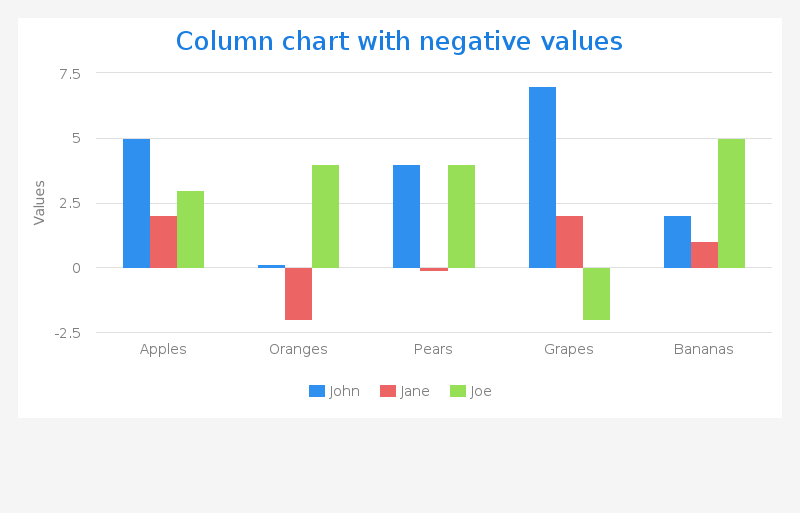 Column chart with negative values
7.5
5
2.5
0
-2.5
Values
Apples Oranges Pears Grapes Bananas
John Jane Joe